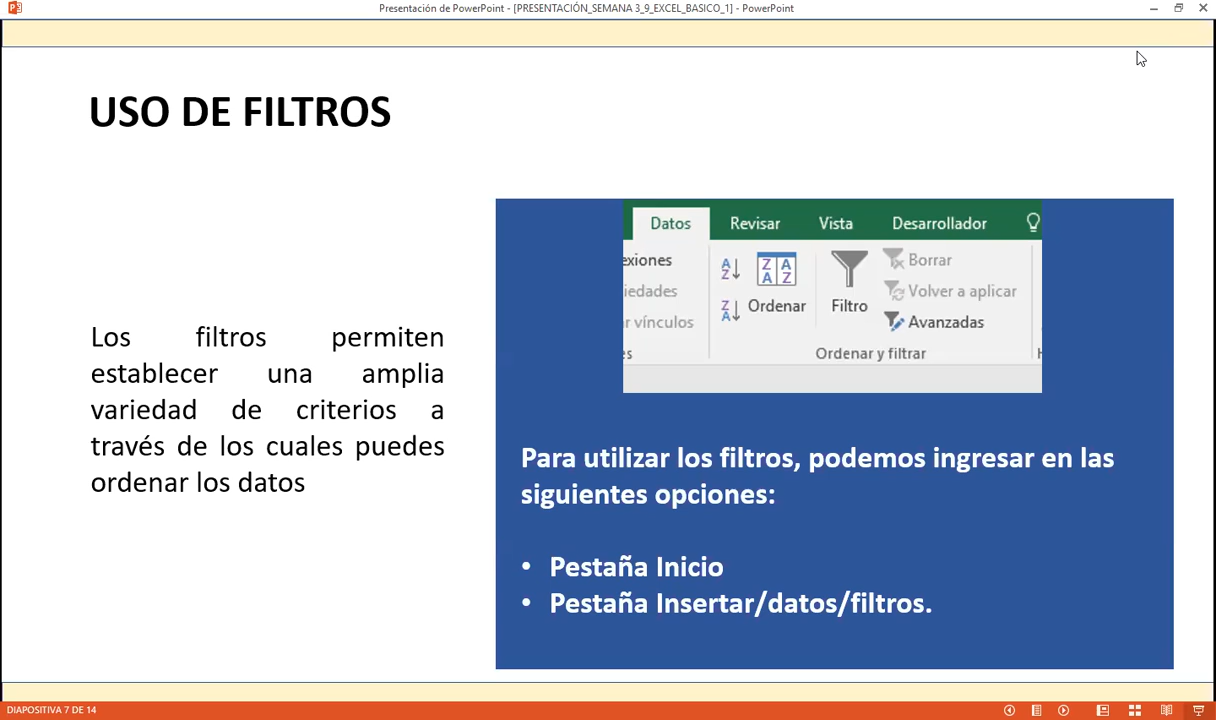 Presentación de PowerPoint - [PRESENTACIÓN_SEMANA 3_9_EXCEL_BASICO_1] - PowerPoint
USO DE FILTROS
Los filtros permiten
establecer una amplia
variedad de criterios a
través de los cuales puedes
ordenar los datos
Datos Revisar Vista Desarrollador
exiones
iedades
r vínculos
es
Ordenar
Filtro
Borrar
Volver a aplicar
Avanzadas
Ordenar y filtrar
Para utilizar los filtros, podemos ingresar en las
siguientes opciones:
• Pestaña Inicio
• Pestaña Insertar/datos/filtros.
DIAPOSITIVA 7 DE 14